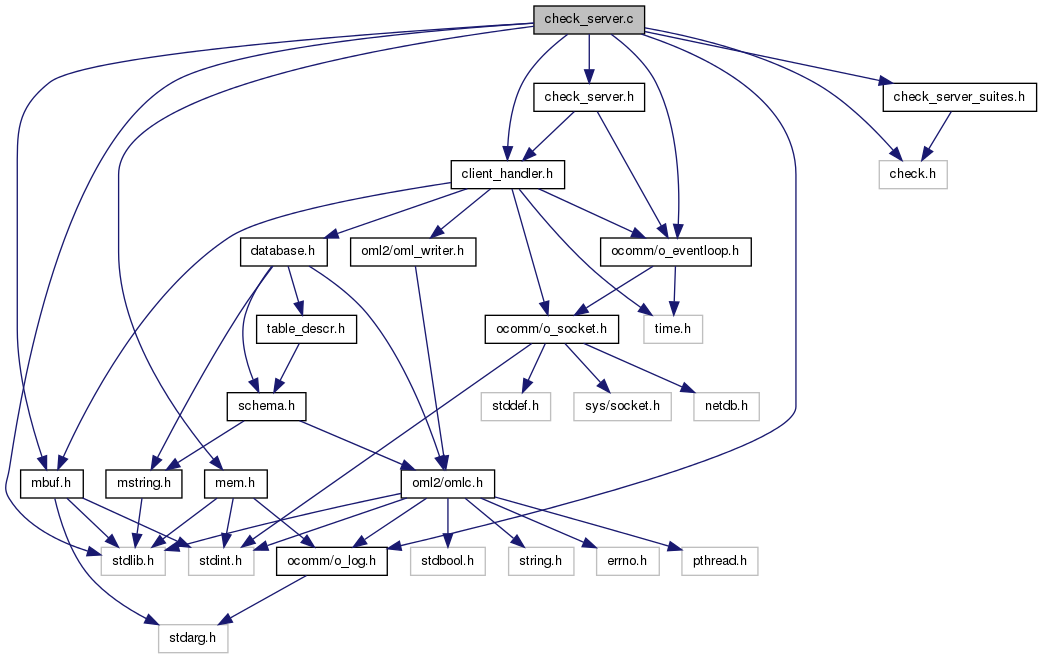 check_server.c
check_server.h
check_server_suites.h
client_handler.h
check.h
database.h
oml2/oml_writer.h
ocomm/o_eventloop.h
table_descr.h
ocomm/o_socket.h
time.h
schema.h
stddef.h
sys/socket.h
netdb.h
mbuf.h
mstring.h
mem.h
oml2/omlc.h
stdlib.h
stdint.h
ocomm/o_log.h
stdbool.h
string.h
errno.h
pthread.h
stdarg.h